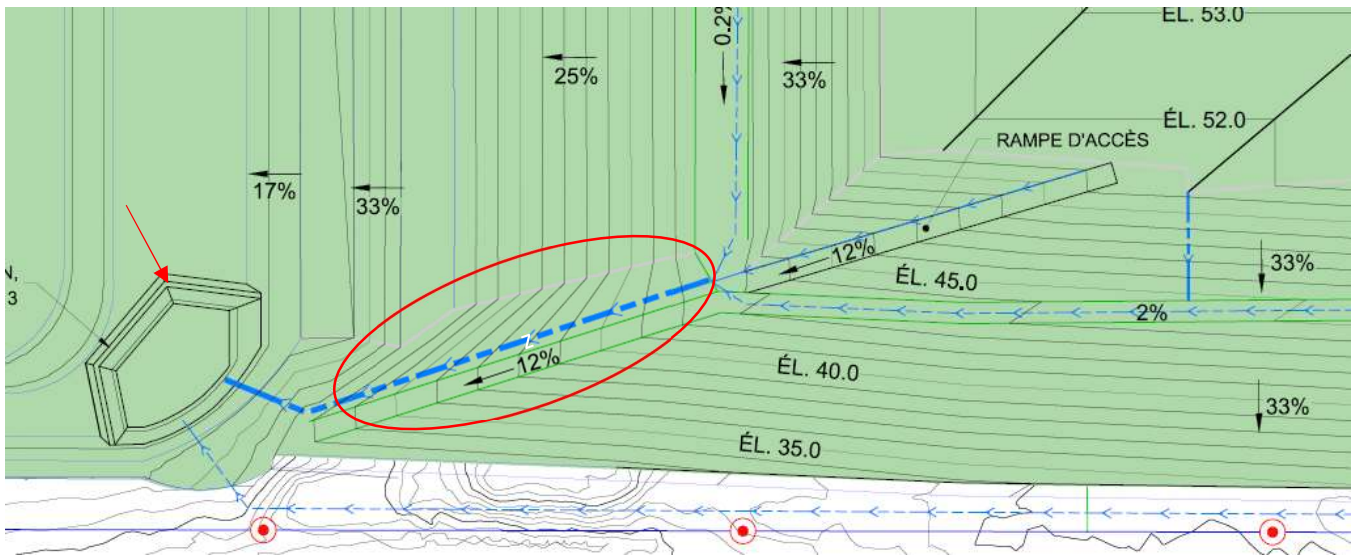 ÉL. 53.0
0.2%
25%
33%
ÉL. 52.0
RAMPE D'ACCÈS
17%
33%
12%
33%
N,
3
ÉL. 45.0
2%
Z
12%
ÉL. 40.0
33%
ÉL. 35.0